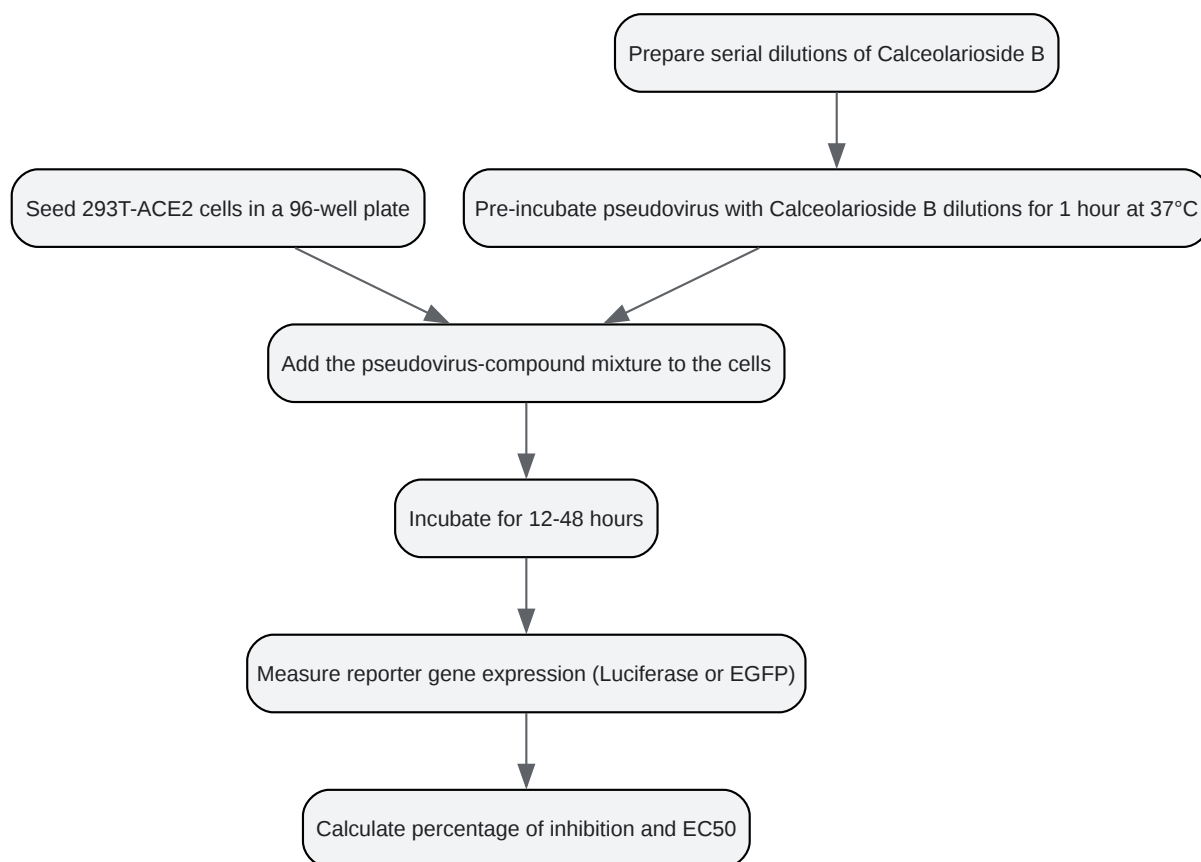 Prepare serial dilutions of Calceolarioside B
Seed 293T-ACE2 cells in a 96-well plate
Pre-incubate pseudovirus with Calceolarioside B dilutions for 1 hour at 37°C
Add the pseudovirus-compound mixture to the cells
Incubate for 12-48 hours
Measure reporter gene expression (Luciferase or EGFP)
Calculate percentage of inhibition and EC50